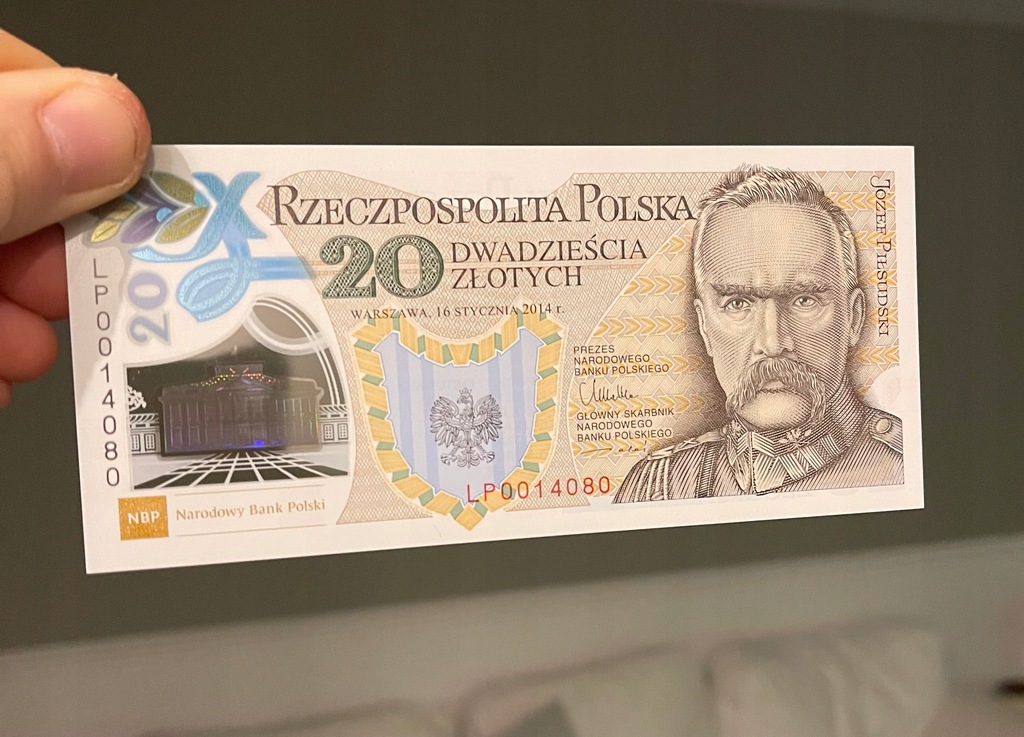 RZECZPOSPOLITA POLSKA
20 DWADZIEŚCIA
ZŁOTYCH
WARSZAWA, 16 STYCZNIA 2014 r.
20
LP0014080
PREZES
NARODOWEGO
BANKU POLSKIEGO
GŁÓWNY SKARBNIK
NARODOWEGO
BANKU POLSKIEGO
LP0014080
NBP Narodowy Bank Polski
JÓZEF PIŁSUDSKI